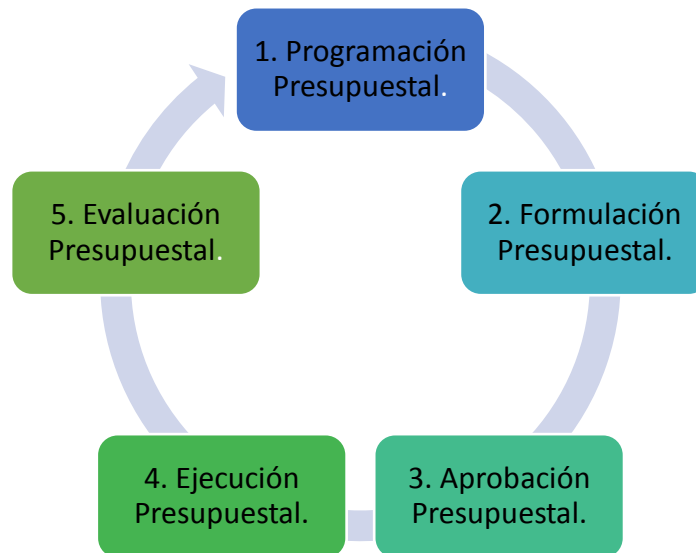 1. Programación
Presupuestal.
2. Formulación
Presupuestal.
3. Aprobación
Presupuestal.
4. Ejecución
Presupuestal.
5. Evaluación
Presupuestal.